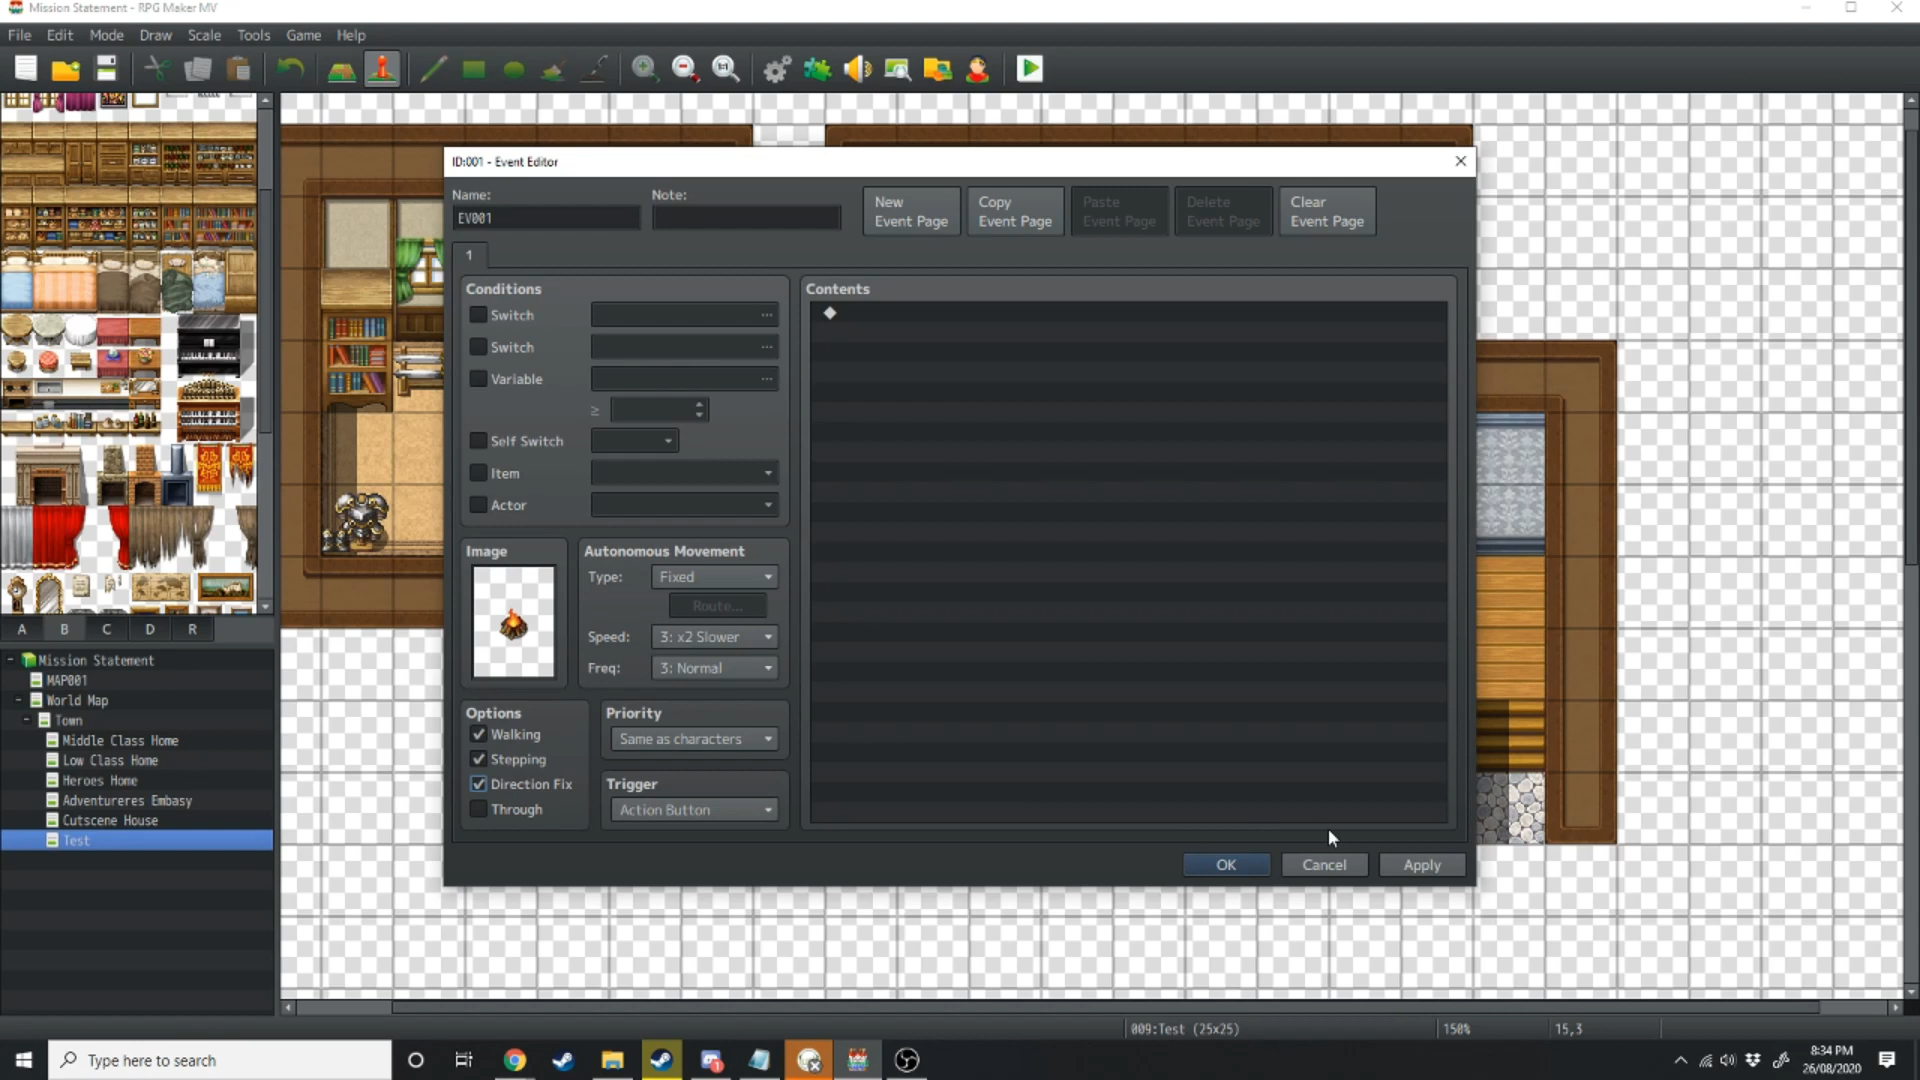 Mission Statement - RPG Maker MV
File Edit Mode Draw Scale Tools Game Help
ID:001 - Event Editor
Name: Note:
EV001
New Event Page
Copy Event Page
Paste Event Page
Delete Event Page
Clear Event Page
1
Conditions
Switch ...
Switch ...
Variable ...
≥
Self Switch
Item
Actor
Contents
Image
Autonomous Movement
Type: Fixed
Route...
Speed: 3: x2 Slower
Freq: 3: Normal
Options
Walking
Stepping
Direction Fix
Through
Priority
Same as characters
Trigger
Action Button
OK Cancel Apply
A B C D R
Mission Statement
MAP001
World Map
Town
Middle Class Home
Low Class Home
Heroes Home
Adventureres Embasy
Cutscene House
Test
009:Test (25x25) 150% 15,3
Type here to search
8:34 PM
26/08/2020